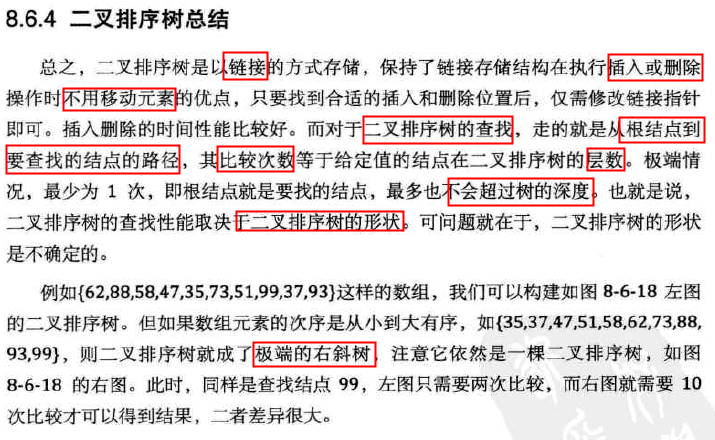 8.6.4 二叉排序树总结
总之，二叉排序树是以链接的方式存储，保持了链接存储结构在执行插入或删除
操作时不用移动元素的优点，只要找到合适的插入和删除位置后，仅需修改链接指针
即可。插入删除的时间性能比较好。而对于二叉排序树的查找，走的就是从根结点到
要查找的结点的路径，其比较次数等于给定值的结点在二叉排序树的层数。极端情
况，最少为 1 次，即根结点就是要找的结点，最多也不会超过树的深度。也就是说，
二叉排序树的查找性能取决于二叉排序树的形状。可问题就在于，二叉排序树的形状
是不确定的。
例如{62,88,58,47,35,73,51,99,37,93}这样的数组，我们可以构建如图 8-6-18 左图
的二叉排序树。但如果数组元素的次序是从小到大有序，如{35,37,47,51,58,62,73,88,
93,99}，则二叉排序树就成了极端的右斜树，注意它依然是一棵二叉排序树，如图
8-6-18 的右图。此时，同样是查找结点 99，左图只需要两次比较，而右图就需要 10
次比较才可以得到结果，二者差异很大。